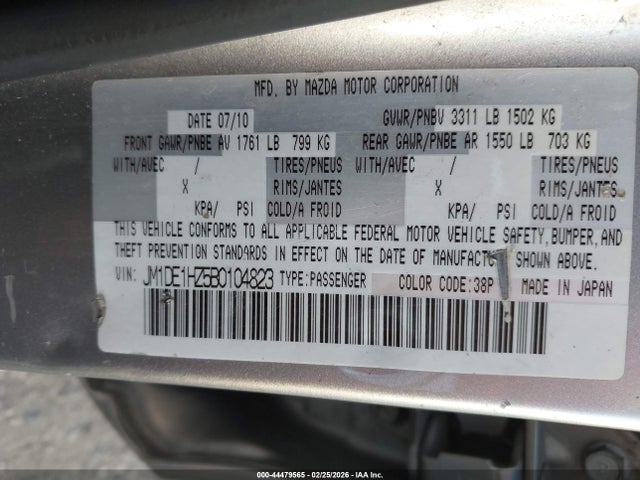 MFD. BY MAZDA MOTOR CORPORATION
DATE 07/10 GVWR/PNBV 3311 LB 1502 KG
FRONT GAWR/PNBE AV 1761 LB 799 KG REAR GAWR/PNBE AR 1550 LB 703 KG
WITH/AVEC / TIRES/PNEUS WITH/AVEC / TIRES/PNEUS
X RIMS/JANTES X RIMS/JANTES
KPA/ PSI COLD/A FROID KPA/ PSI COLD/A FROID
THIS VEHICLE CONFORMS TO ALL APPLICABLE FEDERAL MOTOR VEHICLE SAFETY, BUMPER, AND
THEFT PREVENTION STANDARDS IN EFFECT ON THE DATE OF MANUFACTURE SHOWN ABOVE.
VIN: JM1DE1HZ5B0104823 TYPE:PASSENGER COLOR CODE:38P MADE IN JAPAN
000-44479565 - 02/25/2026 - IAA Inc.